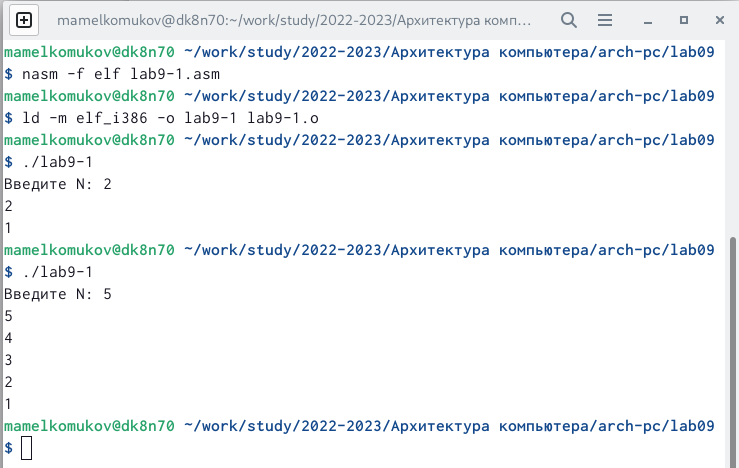 mamelkomukov@dk8n70:~/work/study/2022-2023/Архитектура комп...
mamelkomukov@dk8n70 ~/work/study/2022-2023/Архитектура компьютера/arch-pc/lab09
$ nasm -f elf lab9-1.asm
mamelkomukov@dk8n70 ~/work/study/2022-2023/Архитектура компьютера/arch-pc/lab09
$ ld -m elf_i386 -o lab9-1 lab9-1.o
mamelkomukov@dk8n70 ~/work/study/2022-2023/Архитектура компьютера/arch-pc/lab09
$ ./lab9-1
Введите N: 2
2
1
mamelkomukov@dk8n70 ~/work/study/2022-2023/Архитектура компьютера/arch-pc/lab09
$ ./lab9-1
Введите N: 5
5
4
3
2
1
mamelkomukov@dk8n70 ~/work/study/2022-2023/Архитектура компьютера/arch-pc/lab09
$